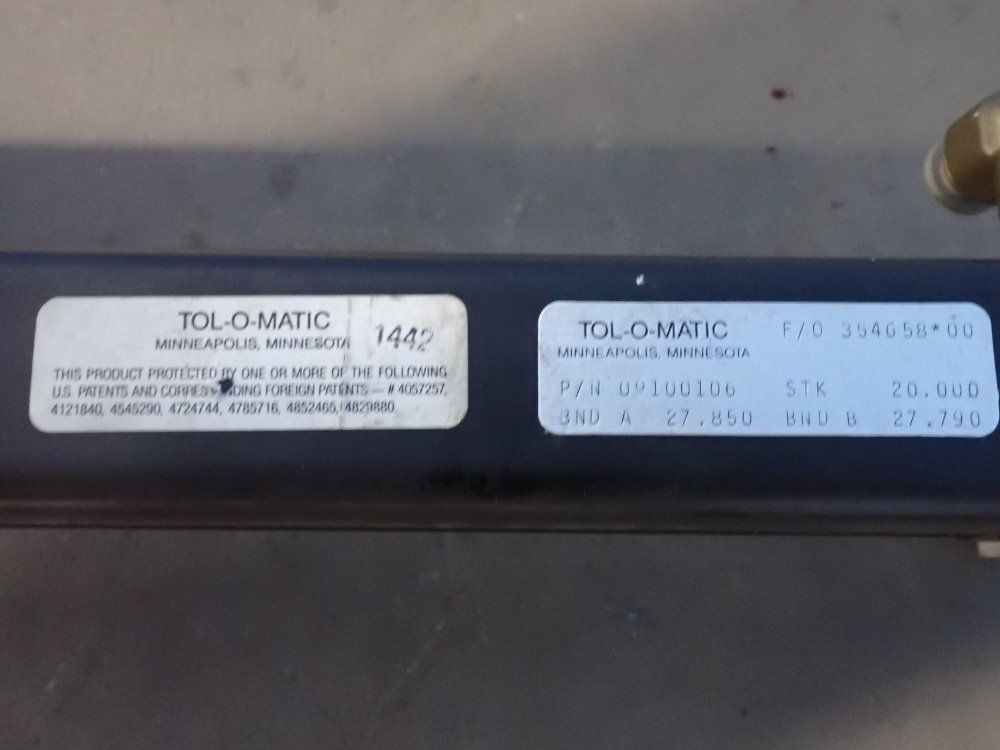 TOL-O-MATIC
MINNEAPOLIS, MINNESOTA
1442
THIS PRODUCT PROTECTED BY ONE OR MORE OF THE FOLLOWING
U.S. PATENTS AND FOREIGN PATENTS — # 4057257,
4121840, 4545290, 4724744, 4785716, 4852465, 4829880
TOL-O-MATIC F/O 354658*00
MINNEAPOLIS, MINNESOTA
P/N 09100106 STK 20.000
BND A 27.850 BND B 27.790